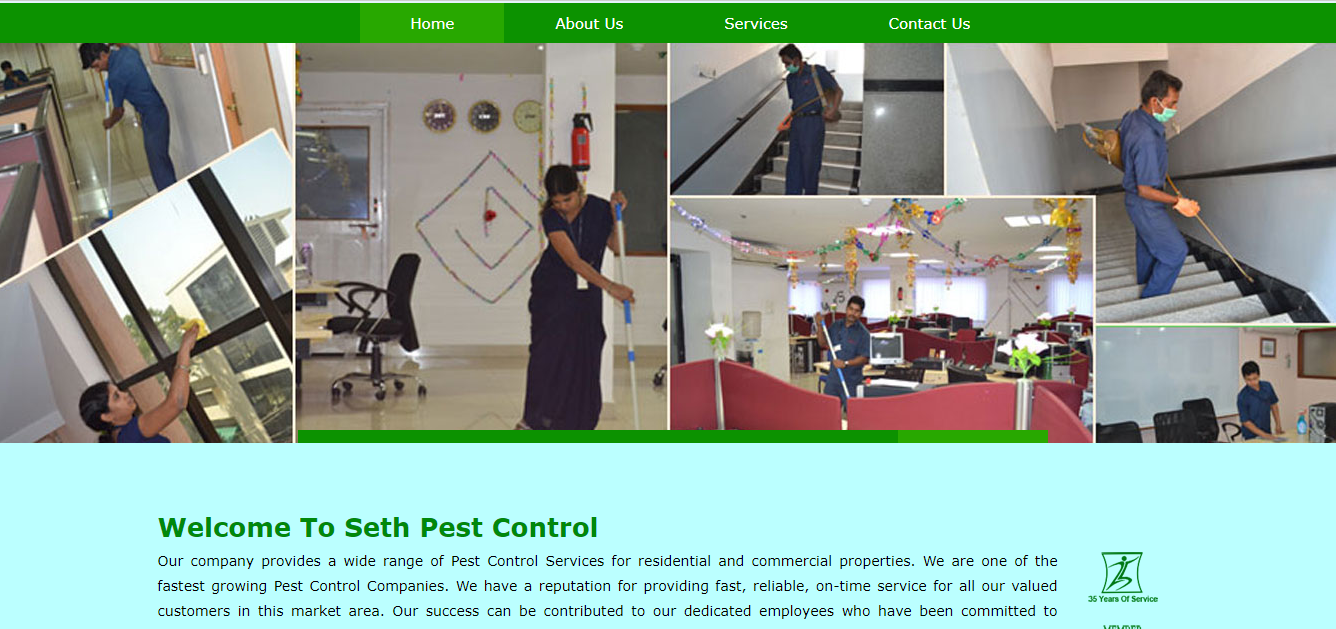 Home About Us Services Contact Us
Welcome To Seth Pest Control
Our company provides a wide range of Pest Control Services for residential and commercial properties. We are one of the
fastest growing Pest Control Companies. We have a reputation for providing fast, reliable, on-time service for all our valued
customers in this market area. Our success can be contributed to our dedicated employees who have been committed to
35 Years Of Service